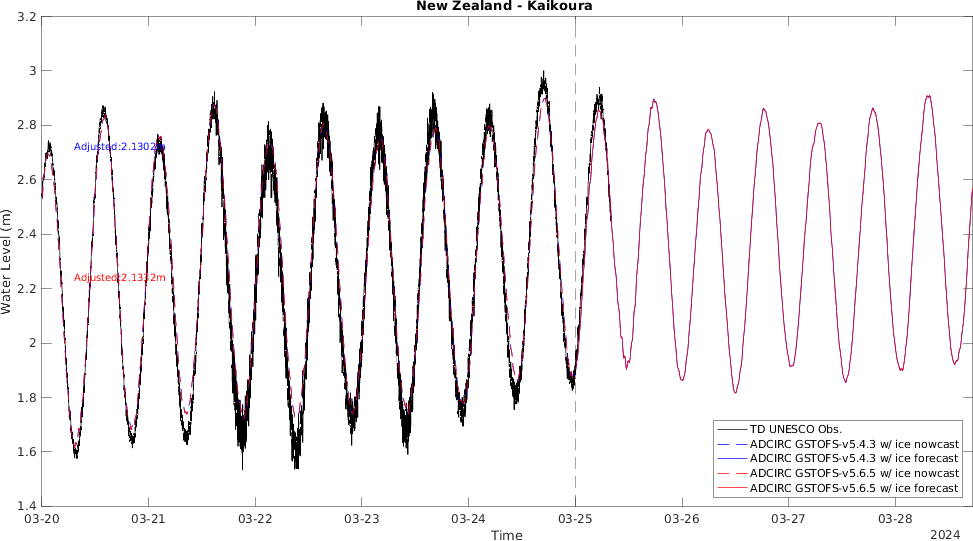 New Zealand - Kaikoura
3.2
3
2.8
2.6
2.4
2.2
2
1.8
1.6
1.4
Water Level (m)
Adjusted:2.1302m
Adjusted:2.1332m
TD UNESCO Obs.
ADCIRC GSTOFS-v5.4.3 w/ ice nowcast
ADCIRC GSTOFS-v5.4.3 w/ ice forecast
ADCIRC GSTOFS-v5.6.5 w/ ice nowcast
ADCIRC GSTOFS-v5.6.5 w/ ice forecast
03-20 03-21 03-22 03-23 03-24 03-25 03-26 03-27 03-28
Time
2024